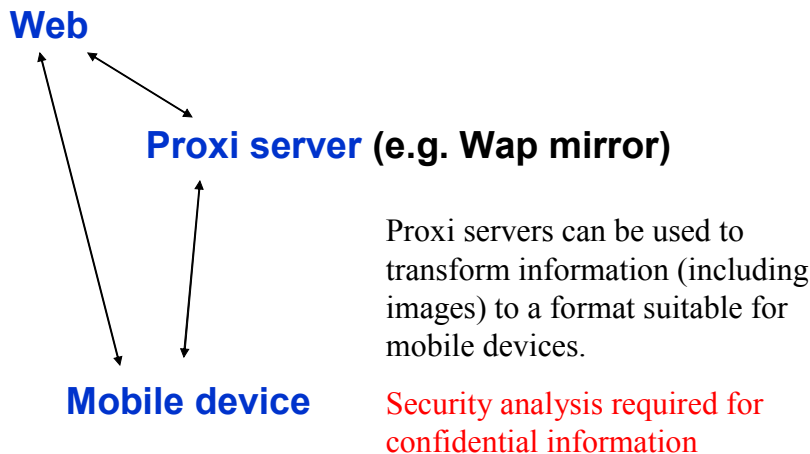 Web
Proxi server (e.g. Wap mirror)
Proxi servers can be used to
transform information (including
images) to a format suitable for
mobile devices.
Mobile device
Security analysis required for
confidential information